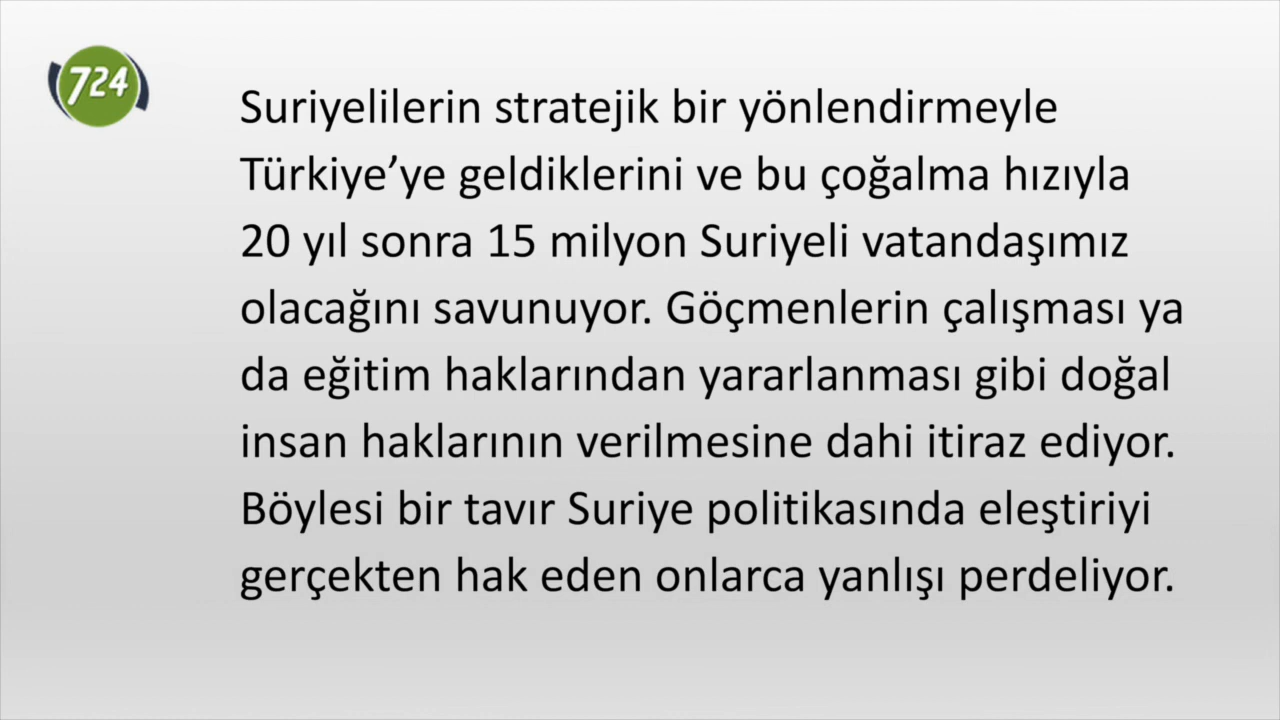 724
Suriyelilerin stratejik bir yönlendirmeyle
Türkiye’ye geldiklerini ve bu çoğalma hızıyla
20 yıl sonra 15 milyon Suriyeli vatandaşımız
olacağını savunuyor. Göçmenlerin çalışması ya
da eğitim haklarından yararlanması gibi doğal
insan haklarının verilmesine dahi itiraz ediyor.
Böylesi bir tavır Suriye politikasında eleştiriyi
gerçekten hak eden onlarca yanlışı perdeliyor.